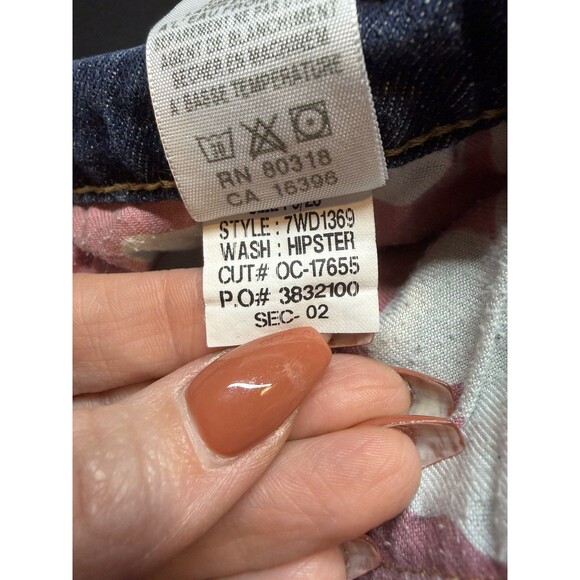 AGENT DE BLANCHIMENT
SECHER EN MACHINE
A BASSE TEMPERATURE
30
RN 80318
CA 16396
STYLE : 7WD1369
WASH : HIPSTER
CUT# OC-17655
P.O# 3832100
SEC- 02